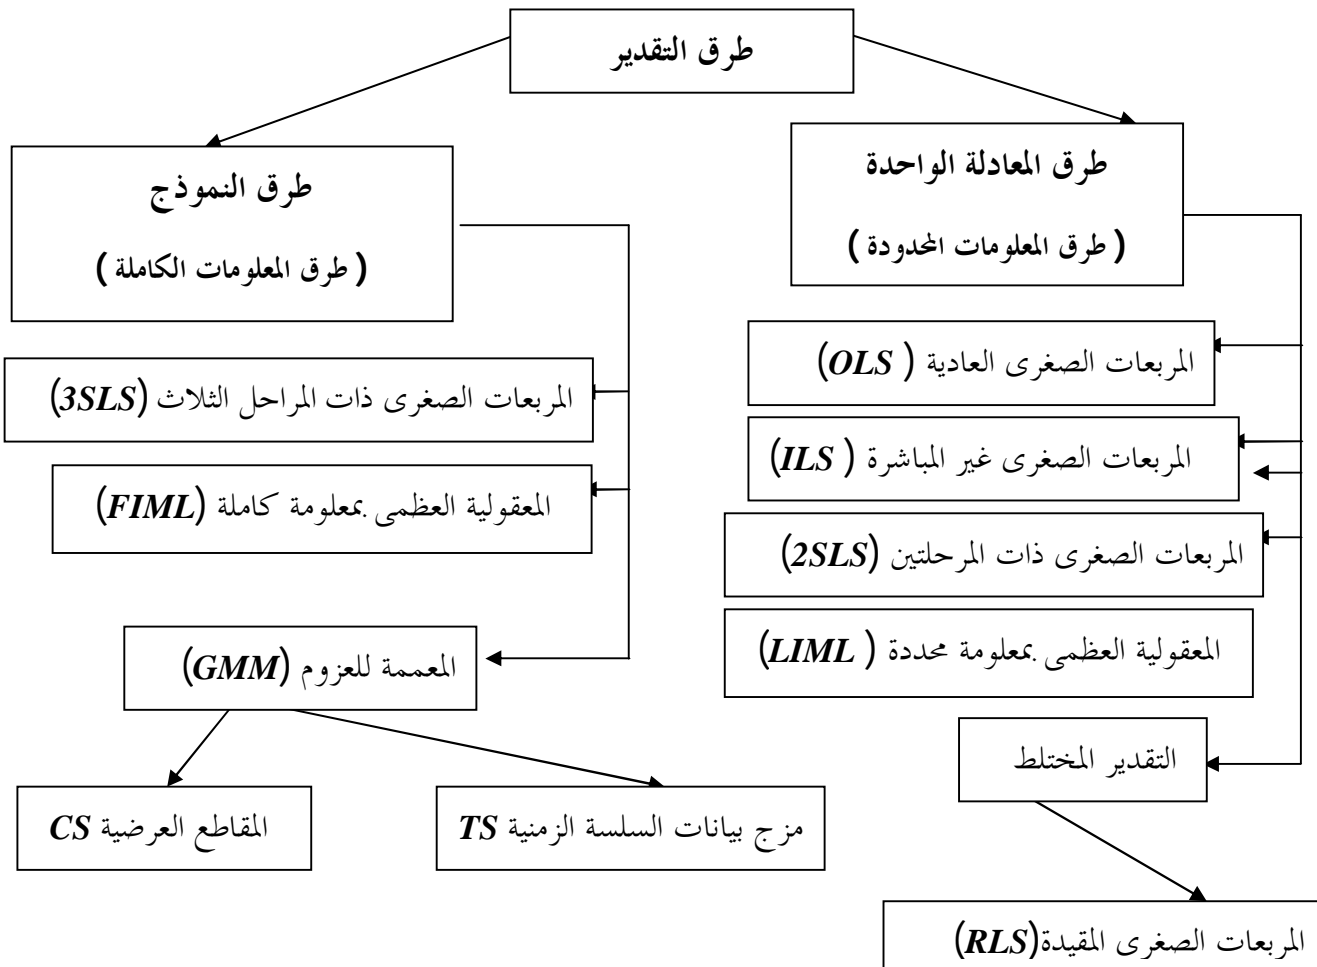 طرق التقدير
طرق المعادلة الواحدة
( طرق المعلومات المحدودة )
المربعات الصغرى العادية ( OLS)
المربعات الصغرى غير المباشرة ( ILS)
المربعات الصغرى ذات المرحلتين (2SLS)
المعقولية العظمى بمعلومة محددة ( LIML)
التقدير المختلط
المربعات الصغرى المقيدة(RLS)
طرق النموذج
( طرق المعلومات الكاملة )
المربعات الصغرى ذات المراحل الثلاث (3SLS)
المعقولية العظمى بمعلومة كاملة (FIML)
المعممة للعزوم (GMM)
مزج بيانات السلسة الزمنية TS
المقاطع العرضية CS